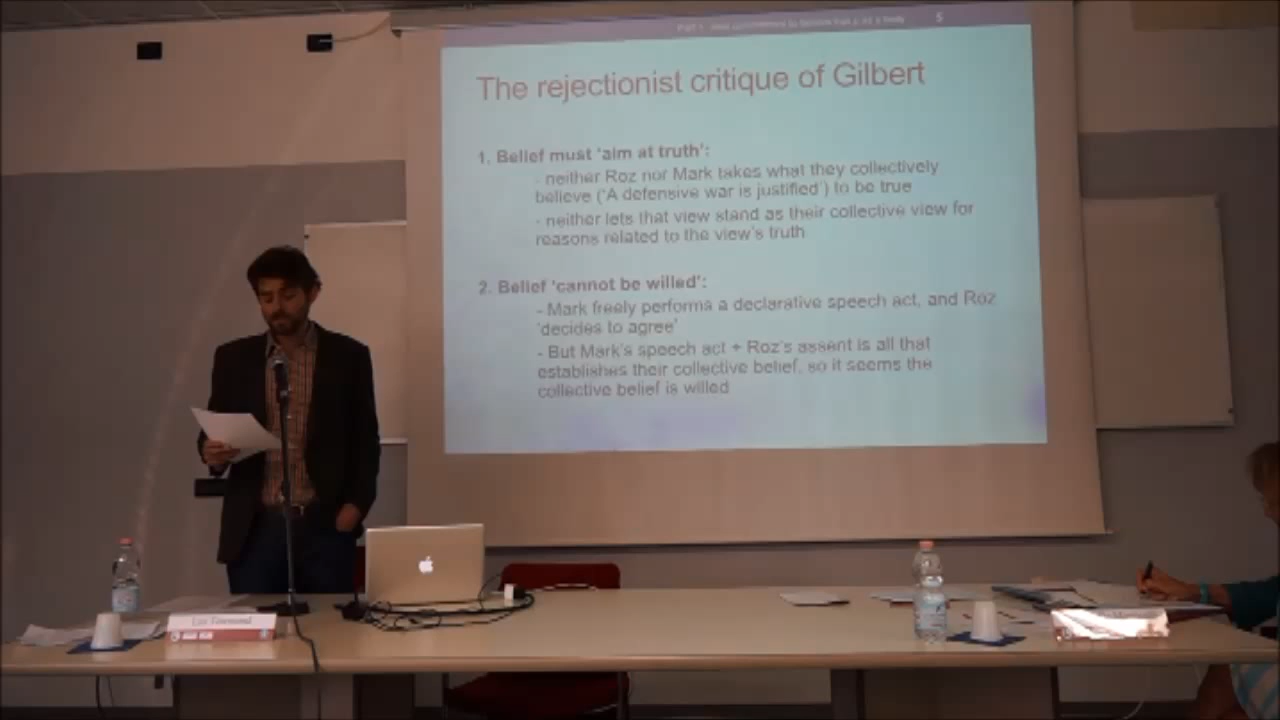 5
The rejectionist critique of Gilbert
1. Belief must 'aim at truth':
- neither Roz nor Mark takes what they collectively
believe ('A defensive war is justified') to be true
- neither lets that view stand as their collective view for
reasons related to the view's truth
2. Belief 'cannot be willed':
- Mark freely performs a declarative speech act, and Roz
'decides to agree'
- But Mark's speech act + Roz's assent is all that
establishes their collective belief, so it seems the
collective belief is willed